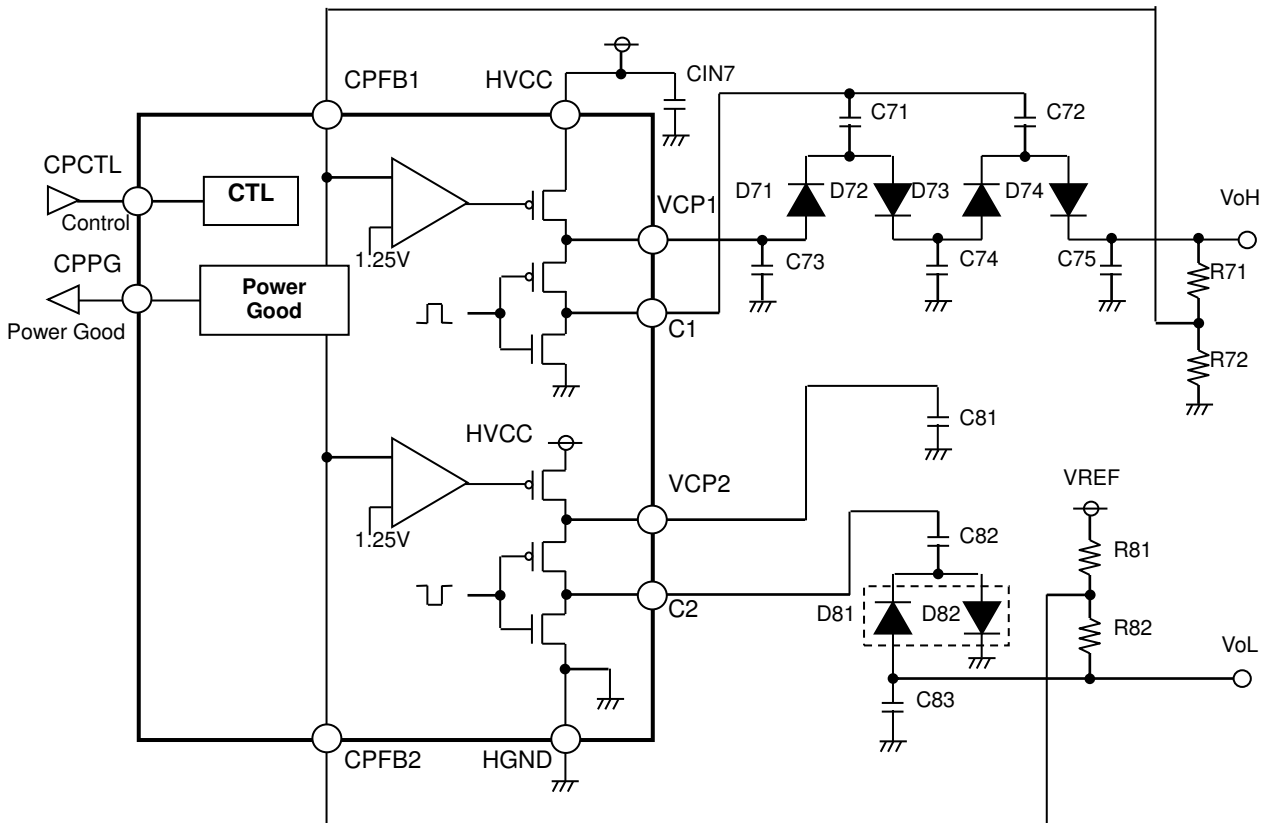 CPFB1
HVCC
CIN7
C71
C72
CPCTL
CTL
Control
VCP1
D71
D72
D73
D74
VoH
1.25V
C73
C74
C75
R71
CPPG
Power
Good
Power Good
C1
R72
HVCC
C81
VCP2
VREF
1.25V
C82
R81
C2
D81
D82
R82
VoL
C83
CPFB2
HGND